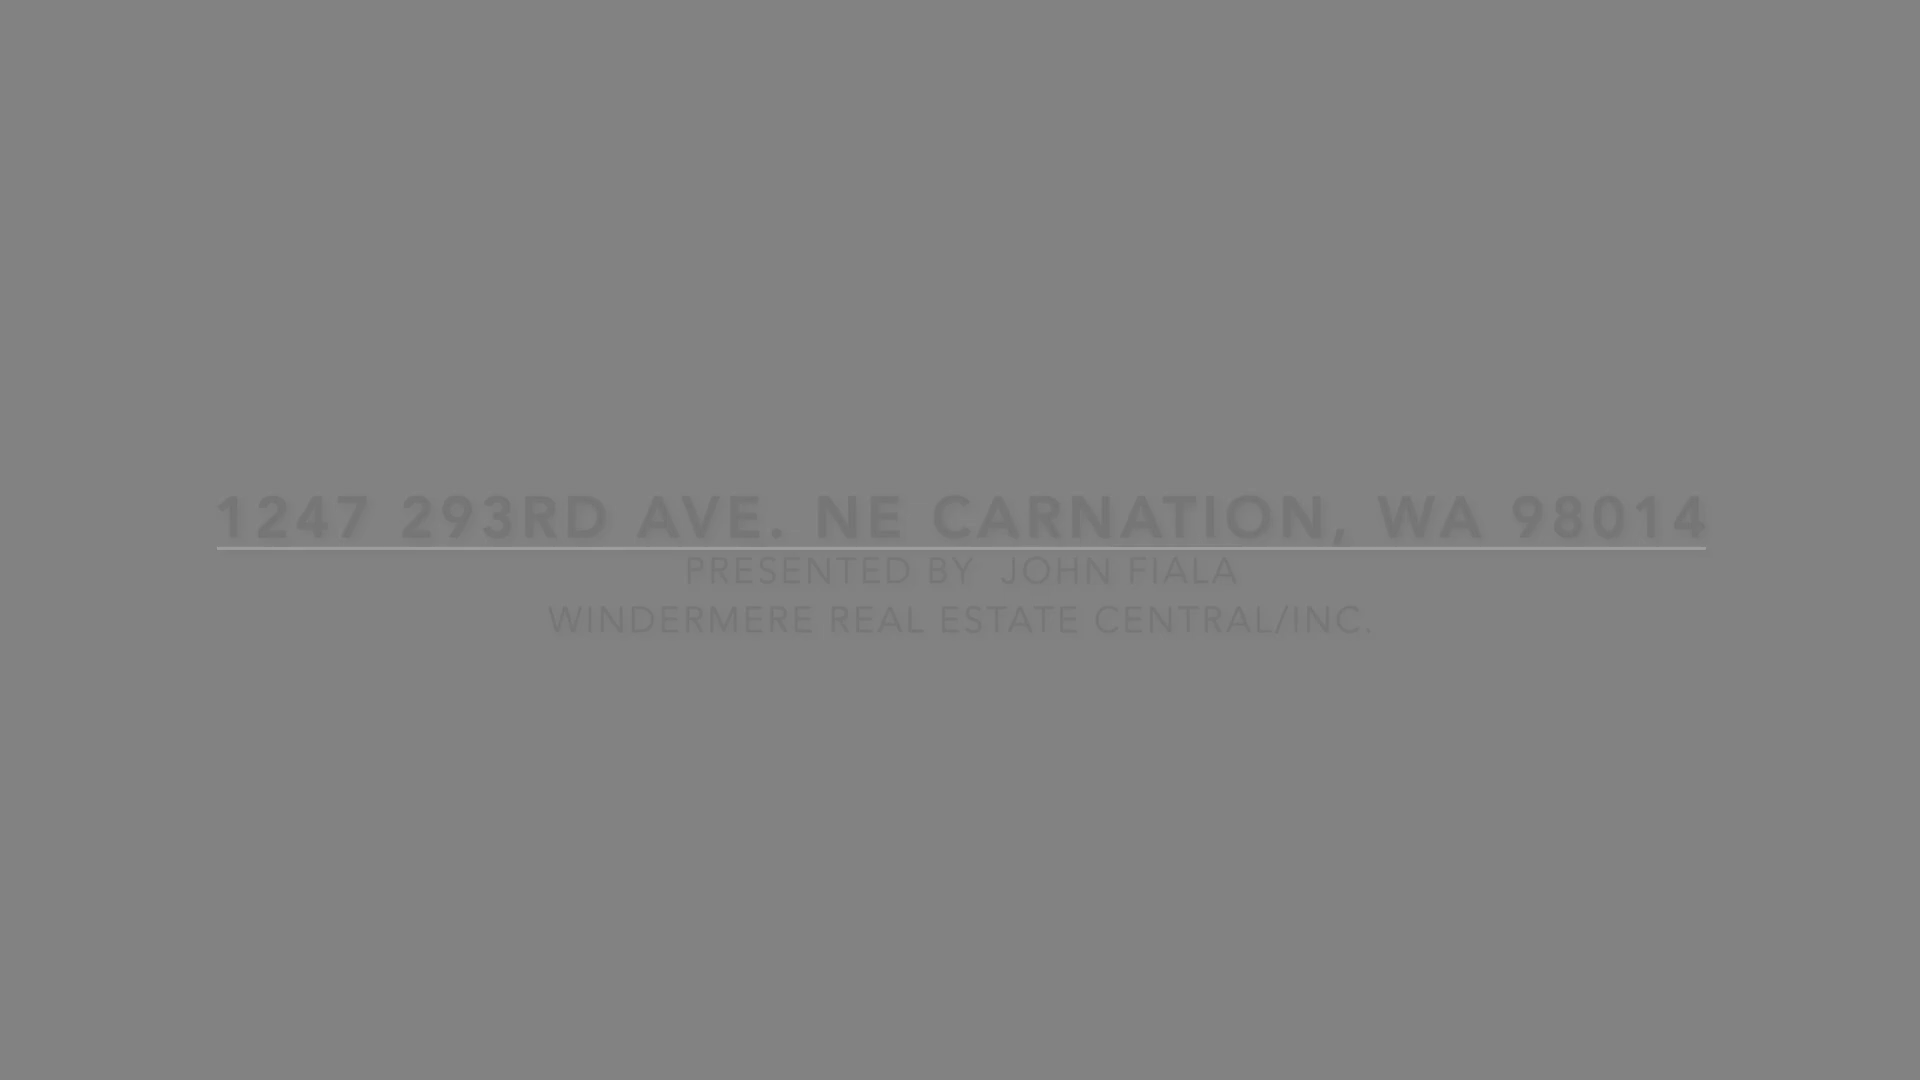 1247 293RD AVE. NE CARNATION, WA 98014
PRESENTED BY  JOHN FIALA
WINDERMERE REAL ESTATE CENTRAL/INC.